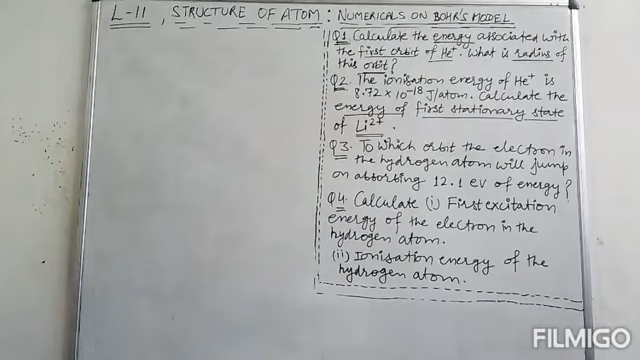 L-11, STRUCTURE OF ATOM: NUMERICALS ON BOHR'S MODEL
Q1 Calculate the energy associated with
the first orbit of He+. What is radius of
this orbit?
Q2. The ionisation energy of He+ is
8.72 × 10⁻¹⁸ J/atom. Calculate the
energy of first stationary state
of Li²⁺.
Q3. To which orbit the electron in
the hydrogen atom will jump
on absorbing 12.1 eV of energy?
Q4. Calculate (i) First excitation
energy of the electron in the
hydrogen atom.
(ii) Ionisation energy of the
hydrogen atom.
FILMIGO